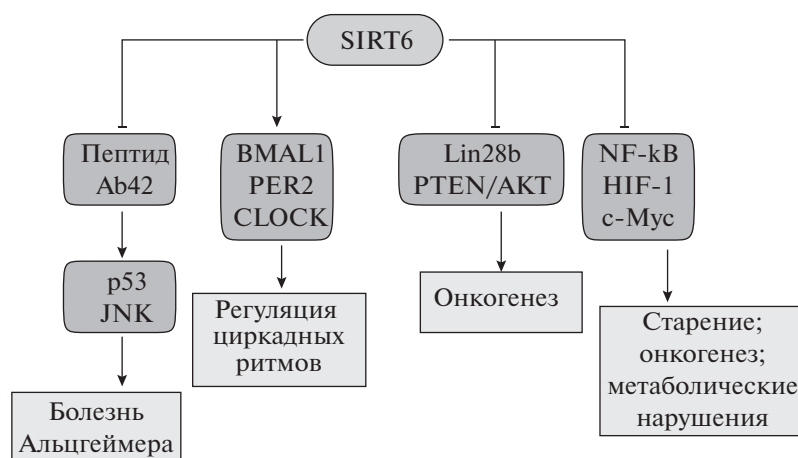 SIRT6
Пептид
Ab42
BMAL1
PER2
CLOCK
Lin28b
PTEN/AKT
NF-kB
HIF-1
c-Myc
p53
JNK
Регуляция
циркадных
ритмов
Онкогенез
Старение;
онкогенез;
метаболические
нарушения
Болезнь
Альцгеймера